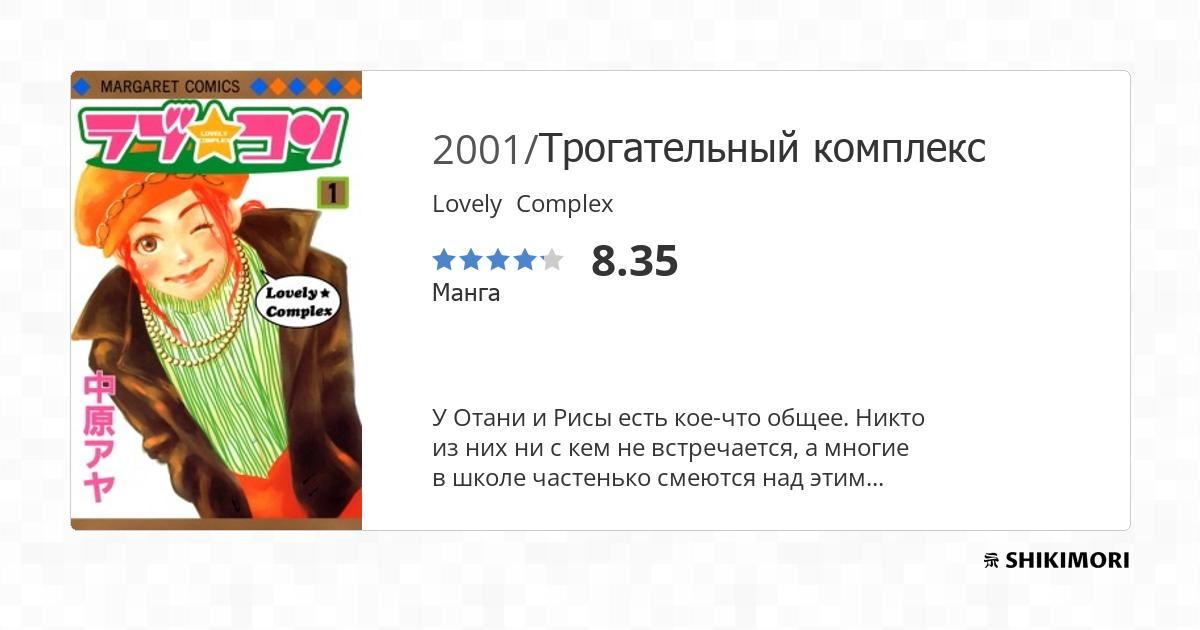 MARGARET COMICS
ラブ★コン
LOVELY
COMPLEX
1
Lovely★
Complex
中原アヤ
2001/Трогательный комплекс
Lovely Complex
8.35
Манга
У Отани и Рисы есть кое-что общее. Никто
из них ни с кем не встречается, а многие
в школе частенько смеются над этим...
SHIKIMORI